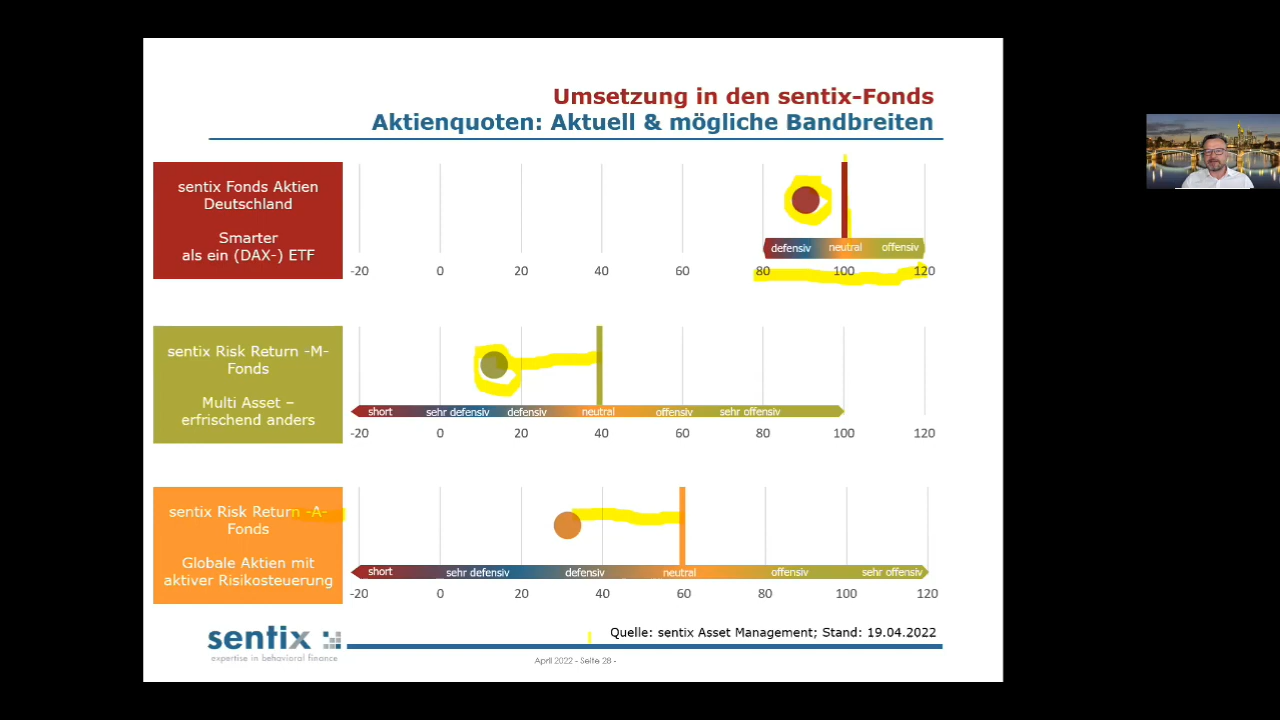 Umsetzung in den sentix-Fonds
Aktienquoten: Aktuell & mögliche Bandbreiten
sentix Fonds Aktien
Deutschland
Smarter
als ein (DAX-) ETF
defensiv neutral offensiv
-20 0 20 40 60 80 100 120
sentix Risk Return -M-
Fonds
Multi Asset –
erfrischend anders
short sehr defensiv defensiv neutral offensiv sehr offensiv
-20 0 20 40 60 80 100 120
sentix Risk Return -A-
Fonds
Globale Aktien mit
aktiver Risikosteuerung
short sehr defensiv defensiv neutral offensiv sehr offensiv
-20 0 20 40 60 80 100 120
sentix
expertise in behavioral finance
Quelle: sentix Asset Management; Stand: 19.04.2022
April 2022 - Seite 28 -